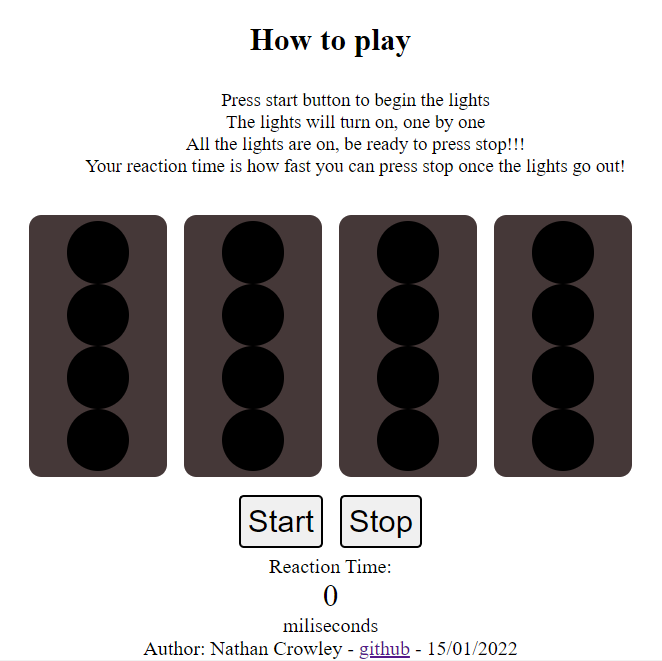 How to play
Press start button to begin the lights
The lights will turn on, one by one
All the lights are on, be ready to press stop!!!
Your reaction time is how fast you can press stop once the lights go out!
Start Stop
Reaction Time:
0
miliseconds
Author: Nathan Crowley - github - 15/01/2022